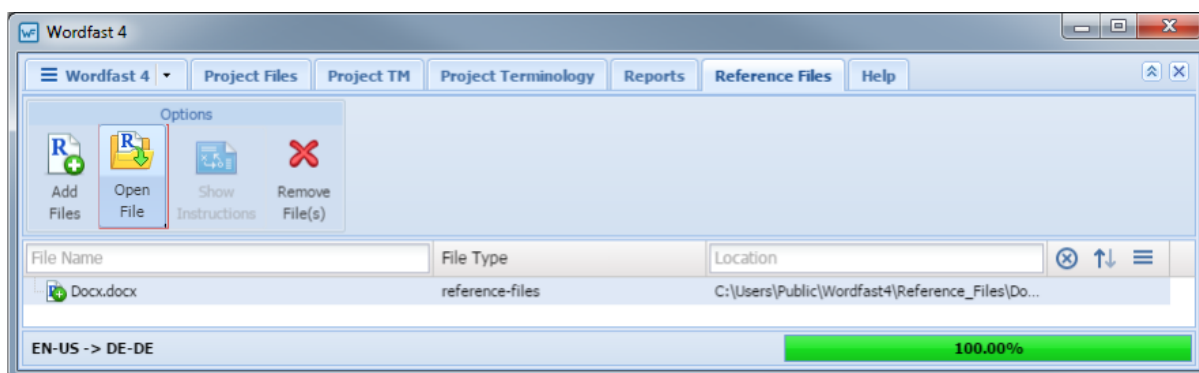 Wordfast 4
Wordfast 4 Project Files Project TM Project Terminology Reports Reference Files Help
Options
Add Files Open File Show Instructions Remove File(s)
File Name File Type Location
Docx.docx reference-files C:\Users\Public\Wordfast4\Reference_Files\Do...
EN-US -> DE-DE 100.00%